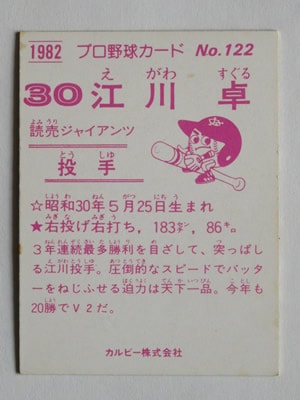 1982 プロ野球カード No.122
えがわ すぐる
30 江川 卓
よみうり
読売ジャイアンツ
とうしゅ
投手
しょうわ ねん がつ にち う
☆昭和30年5月25日生まれ
みぎな みぎう
★右投げ右打ち，183センチ，86キロ
ねんれんぞくさいたしょうり め つ ぱし
3年連続最多勝利を目ざして、突っぱし
えがわとうしゅ あっとうてき
る江川投手。圧倒的なスピードでバッタ
はくりょく てんかいっぴん ことし
ーをねじふせる迫力は天下一品。今年も
しょう
20勝でV2だ。
カルビー株式会社